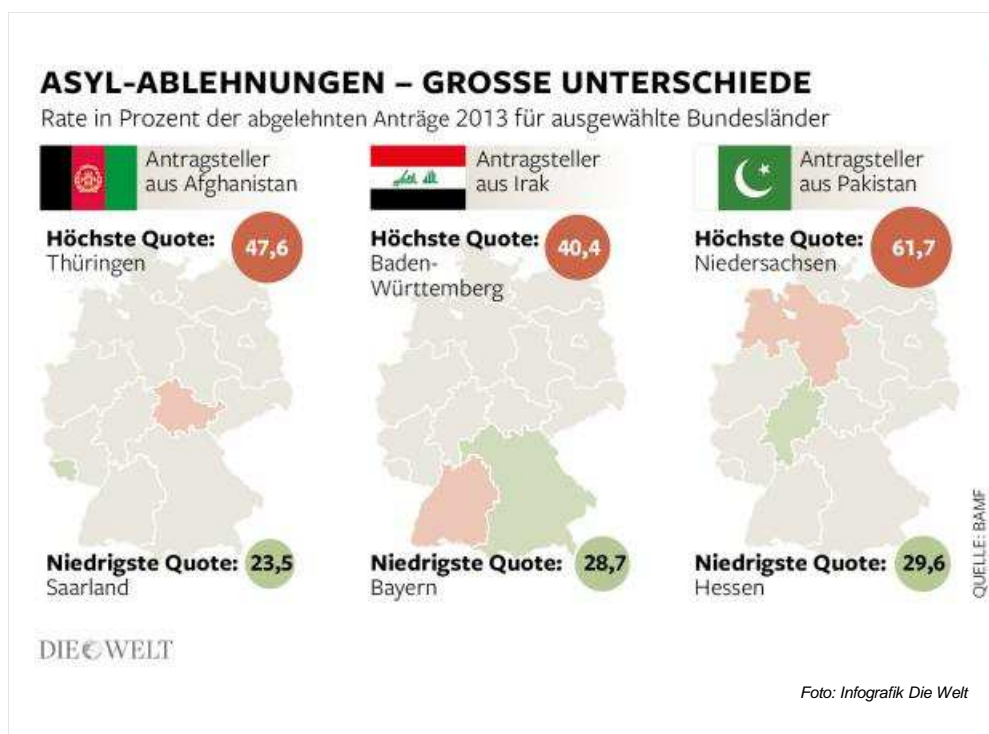 ASYL-ABLEHNUNGEN – GROSSE UNTERSCHIEDE
Rate in Prozent der abgelehnten Anträge 2013 für ausgewählte Bundesländer
Antragsteller
aus Afghanistan
Höchste Quote:
Thüringen
47,6
Niedrigste Quote:
Saarland
23,5
Antragsteller
aus Irak
Höchste Quote:
Baden-
Württemberg
40,4
Niedrigste Quote:
Bayern
28,7
Antragsteller
aus Pakistan
Höchste Quote:
Niedersachsen
61,7
Niedrigste Quote:
Hessen
29,6
QUELLE: BAMF
DIE WELT
Foto: Infografik Die Welt